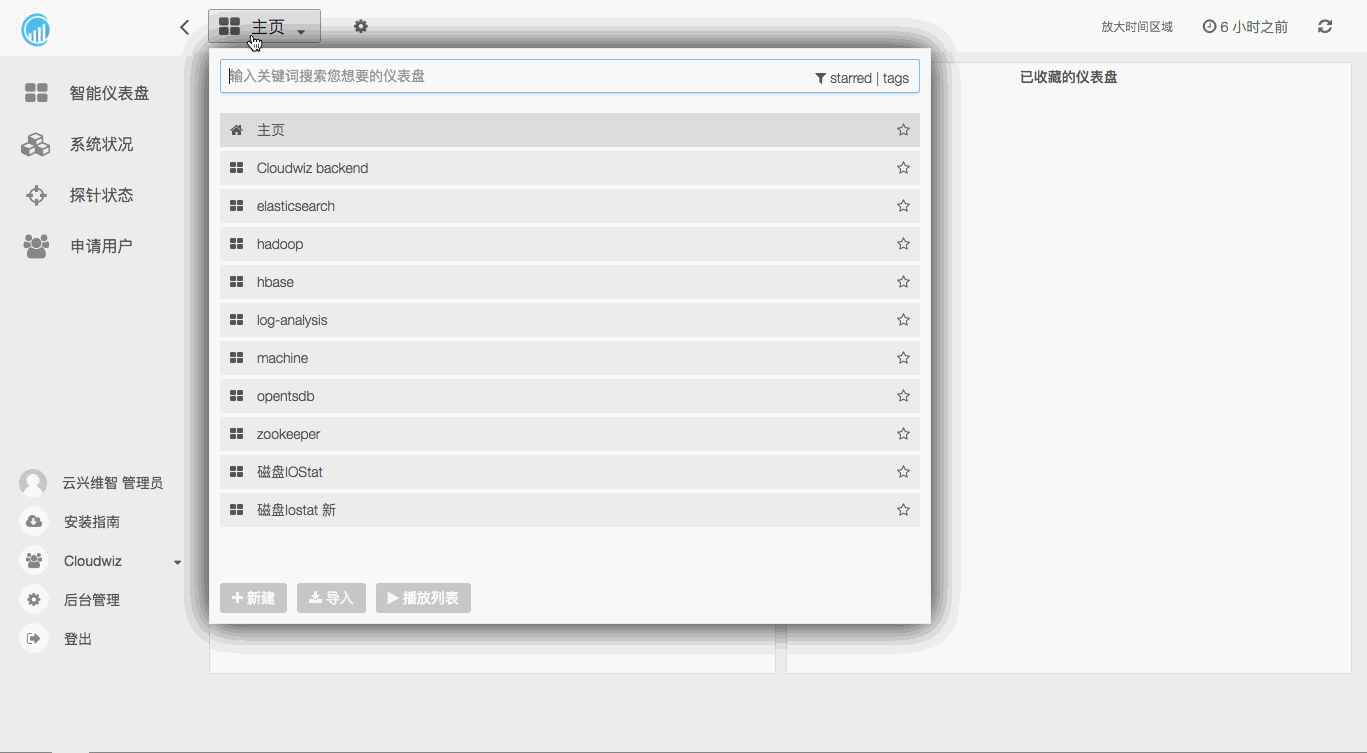 主页
放大时间区域
6 小时之前
智能仪表盘
系统状况
探针状态
申请用户
云兴维智 管理员
安装指南
Cloudwiz
后台管理
登出
输入关键词搜索您想要的仪表盘
starred | tags
主页
Cloudwiz backend
elasticsearch
hadoop
hbase
log-analysis
machine
opentsdb
zookeeper
磁盘IOStat
磁盘Iostat 新
新建
导入
播放列表
已收藏的仪表盘